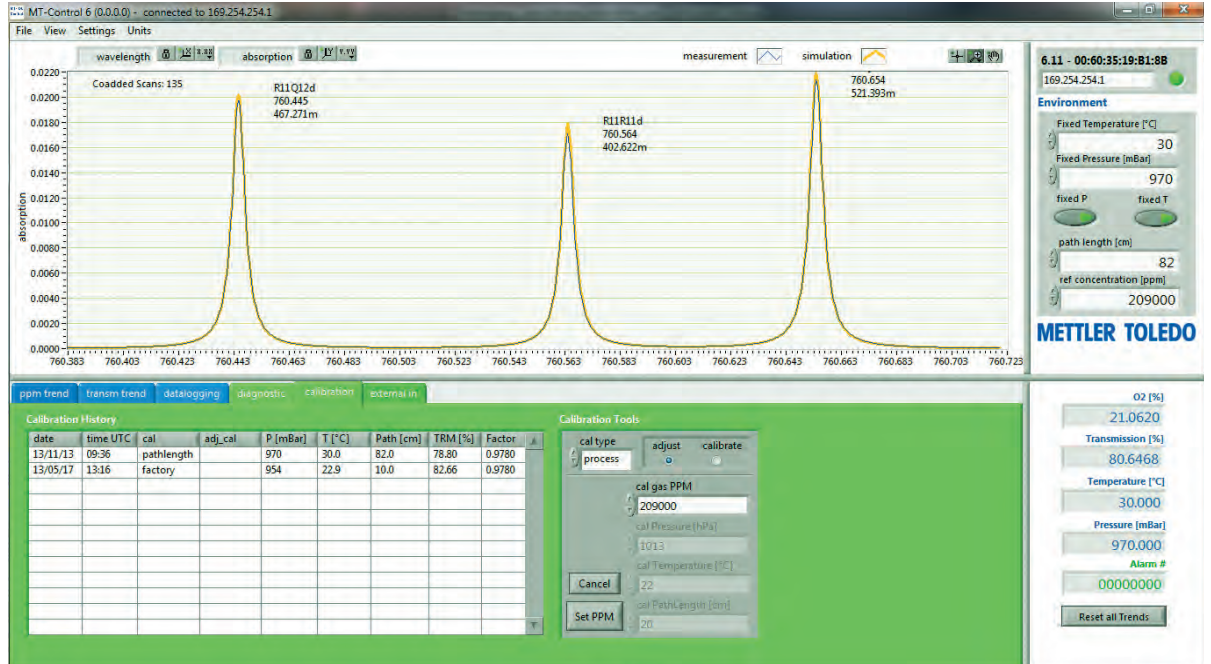 MT-Control 6 (0.0.0.0) - connected to 169.254.254.1
File View Settings Units
wavelength absorption measurement simulation
Coadded Scans: 135
R11Q12d
760.445
467.271m
R11R11d
760.564
402.622m
760.654
521.393m
absorption
0.0220
0.0200
0.0180
0.0160
0.0140
0.0120
0.0100
0.0080
0.0060
0.0040
0.0020
0.0000
760.383 760.403 760.423 760.443 760.463 760.483 760.503 760.523 760.543 760.563 760.583 760.603 760.623 760.643 760.663 760.683 760.703 760.723
6.11 - 00:60:35:19:B1:8B
169.254.254.1
Environment
Fixed Temperature [°C]
30
Fixed Pressure [mBar]
970
fixed P fixed T
path length [cm]
82
ref concentration [ppm]
209000
METTLER TOLEDO
ppm trend transm trend datalogging diagnostic calibration external in
Calibration History
date time UTC cal adj_cal P [mBar] T [°C] Path [cm] TRM [%] Factor
13/11/13 09:36 pathlength 970 30.0 82.0 78.80 0.9780
13/05/17 13:16 factory 954 22.9 10.0 82.66 0.9780
Calibration Tools
cal type adjust calibrate
process
cal gas PPM
209000
cal Pressure [hPa]
1013
cal Temperature [°C]
Cancel 22
cal PathLength [cm]
Set PPM 20
O2 [%]
21.0620
Transmission [%]
80.6468
Temperature [°C]
30.000
Pressure [mBar]
970.000
Alarm #
00000000
Reset all Trends